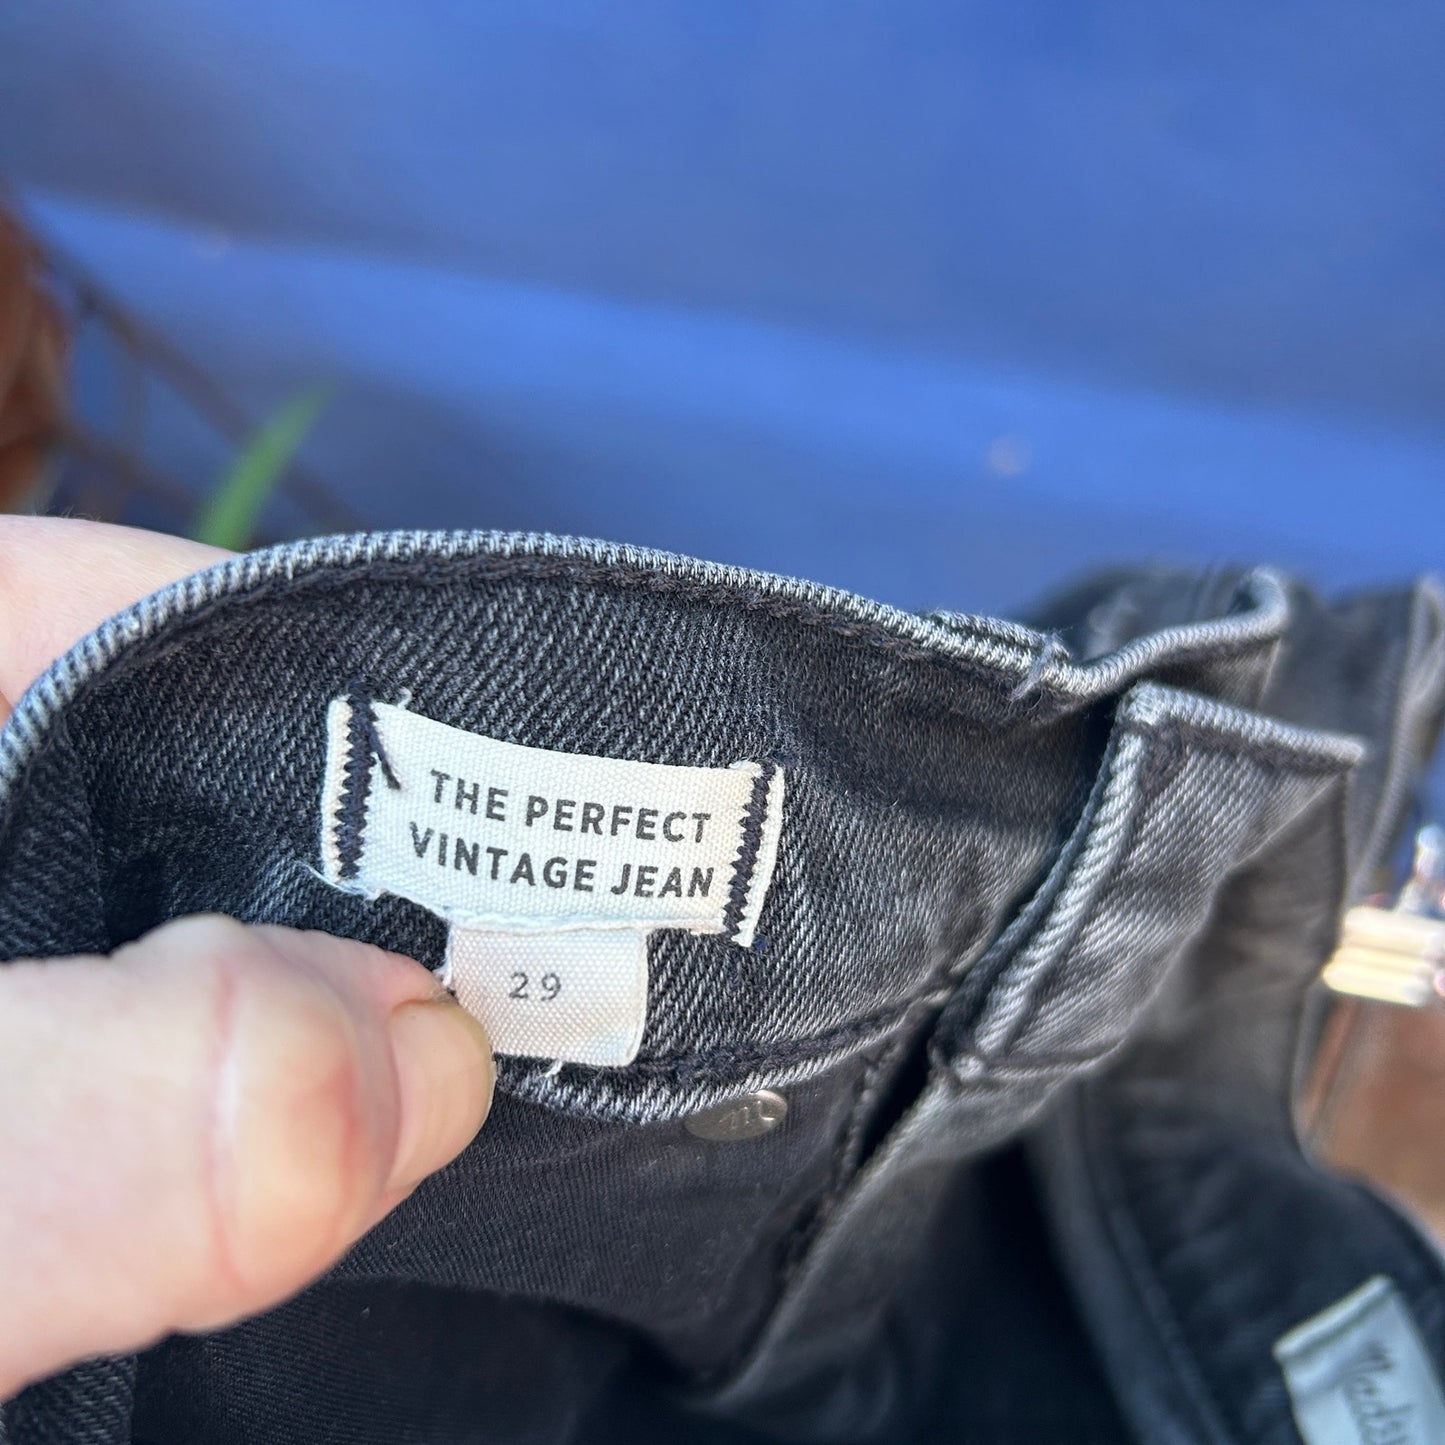 THE PERFECT
VINTAGE JEAN
29